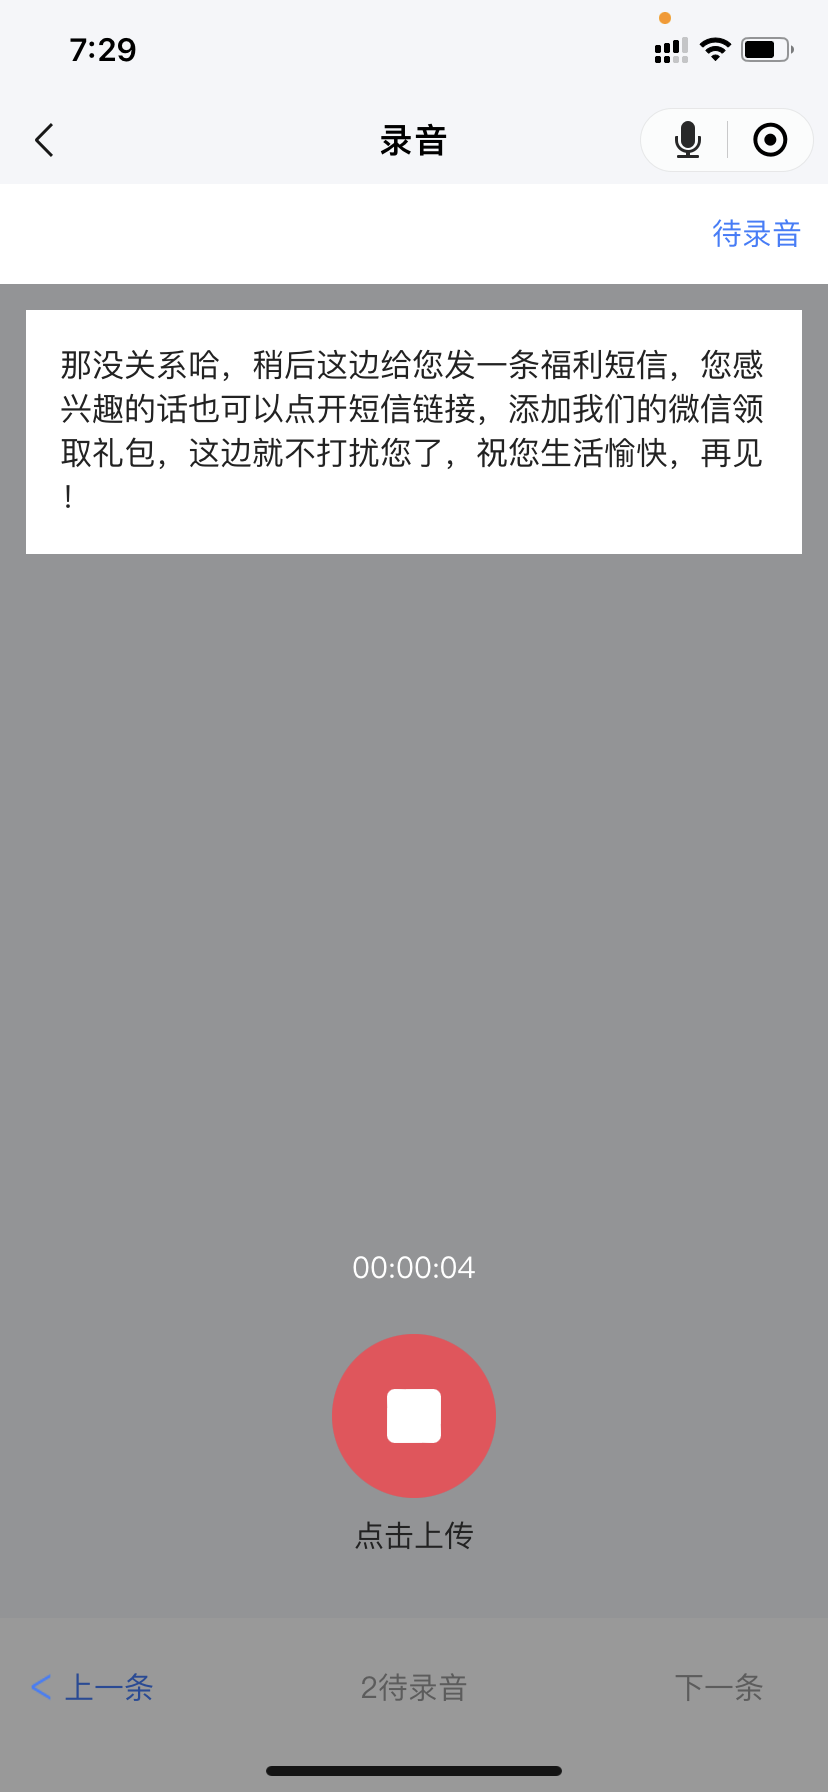 7:29
录音
待录音
那没关系哈，稍后这边给您发一条福利短信，您感
兴趣的话也可以点开短信链接，添加我们的微信领
取礼包，这边就不打扰您了，祝您生活愉快，再见
！
00:00:04
点击上传
上一条 2待录音 下一条